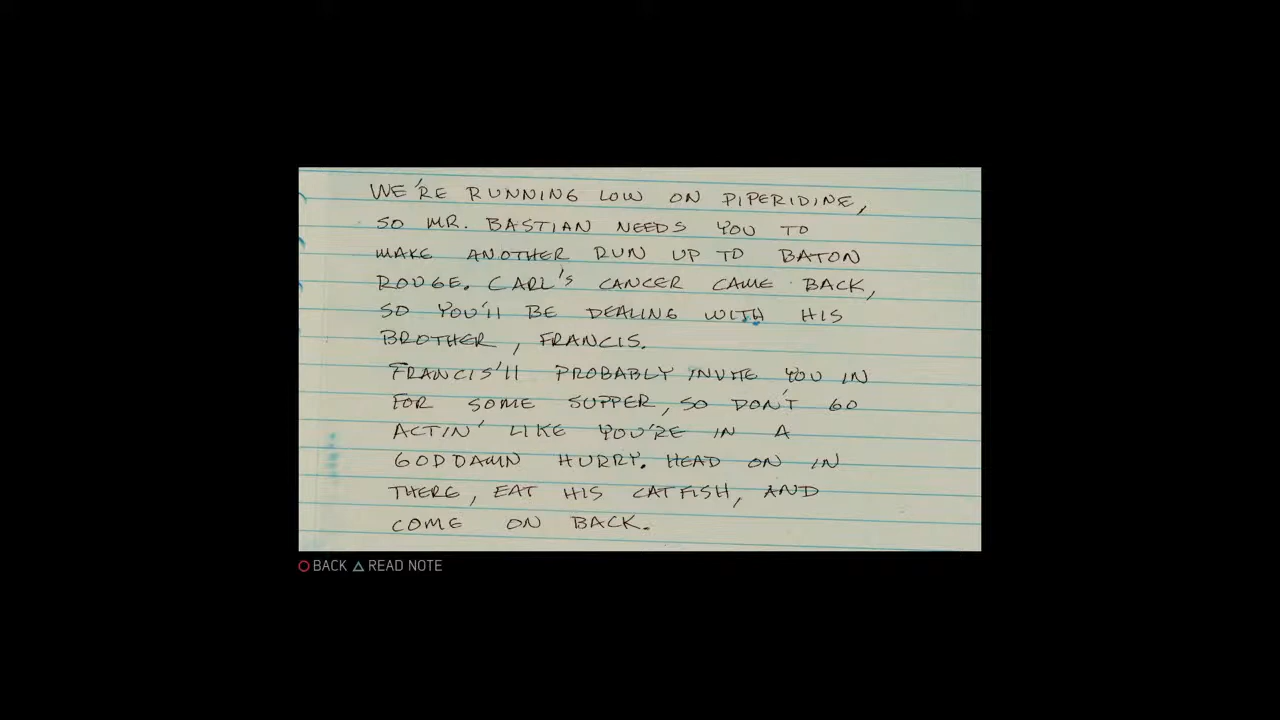 WE'RE RUNNING LOW ON PIPERIDINE,
SO MR. BASTIAN NEEDS YOU TO
MAKE ANOTHER RUN UP TO BATON
ROUGE. CARL'S CANCER CAME BACK,
SO YOU'll BE DEALING WITH HIS
BROTHER, FRANCIS.
FRANCIS'll PROBABLY INVITE YOU IN
FOR SOME SUPPER, SO DON'T GO
ACTIN' LIKE YOU'RE IN A
GODDAMN HURRY. HEAD ON IN
THERE, EAT HIS CATFISH, AND
COME ON BACK.
BACK READ NOTE